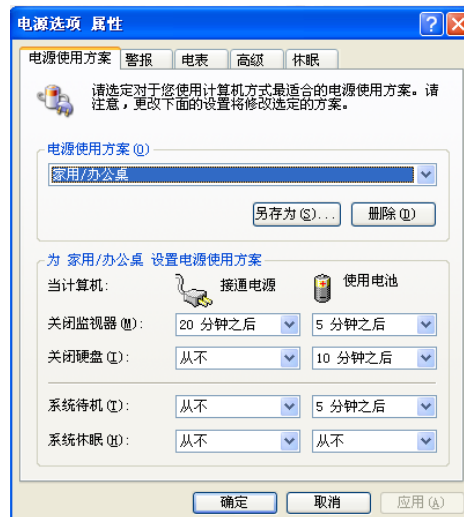 电源选项 属性
电源使用方案 警报 电表 高级 休眠
请选定对于您使用计算机方式最适合的电源使用方案。请
注意，更改下面的设置将修改选定的方案。
电源使用方案(O)
家用/办公桌
另存为(S)... 删除(D)
为 家用/办公桌 设置电源使用方案
当计算机: 接通电源 使用电池
关闭监视器(M): 20 分钟之后 5 分钟之后
关闭硬盘(I): 从不 10 分钟之后
系统待机(T): 从不 5 分钟之后
系统休眠(H): 从不 从不
确定 取消 应用(A)